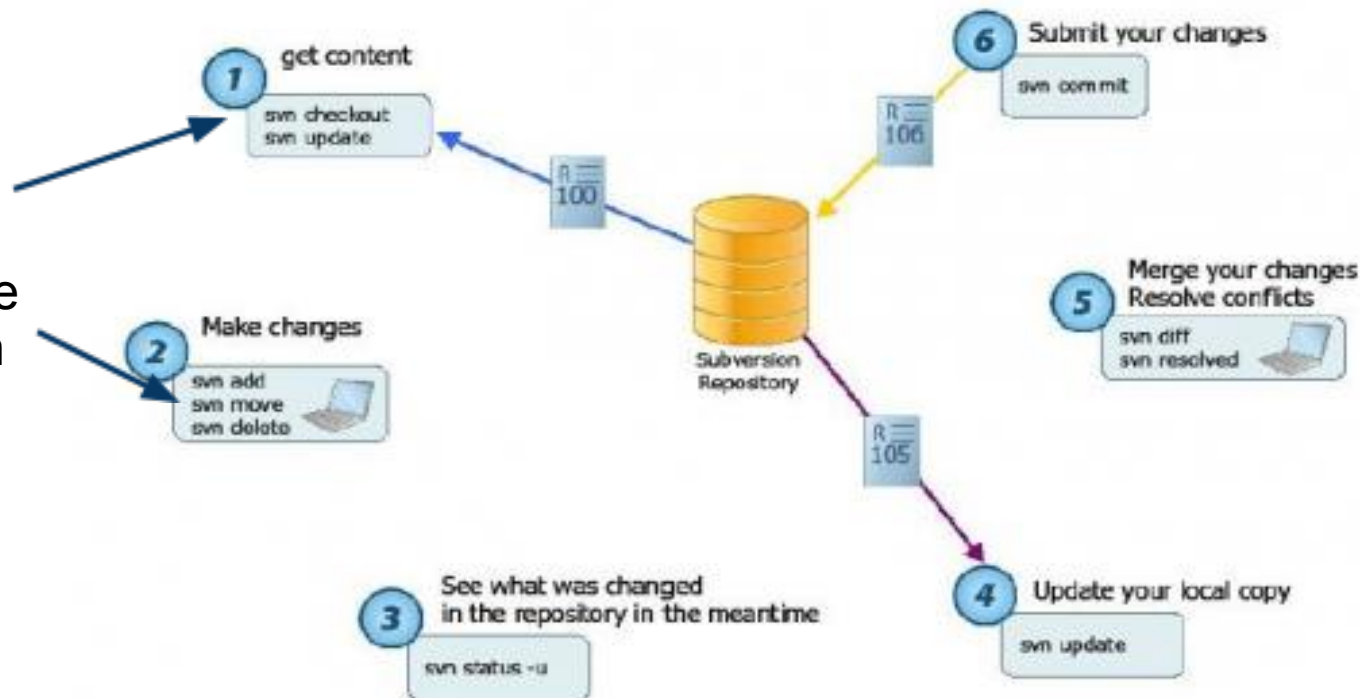 1
get content
svn checkout
svn update
R
100
6
Submit your changes
svn commit
R
106
e
n
2
Make changes
svn add
svn move
svn delete
Subversion
Repository
5
Merge your changes
Resolve conflicts
svn diff
svn resolved
R
105
3
See what was changed
in the repository in the meantime
svn status -u
4
Update your local copy
svn update